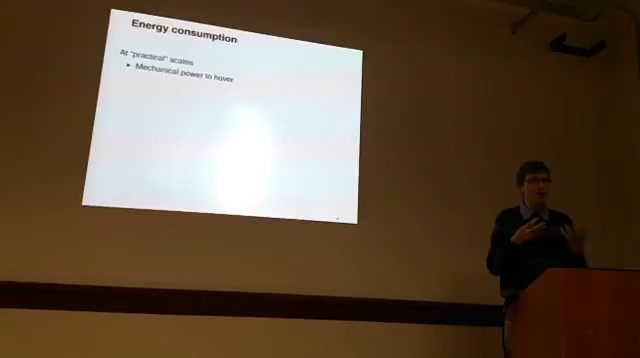 Energy consumption
At "practical" scales
▸ Mechanical power to hover